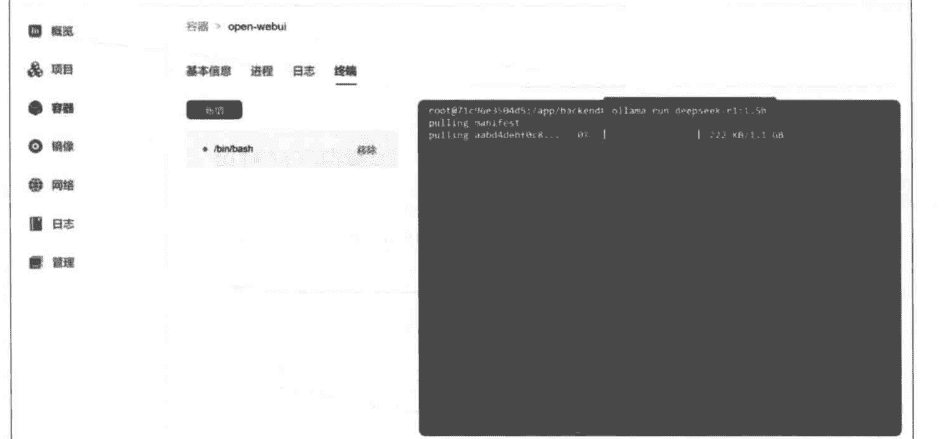 概览
项目
容器
镜像
网络
日志
管理
容器 > open-webui
基本信息 进程 日志 终端
新增
/bin/bash 移除
root@71c96e3504d5:/app/backend# ollama run deepseek-r1:1.5b
pulling manifest
pulling aabd4debf0c8... 0% | | 222 KB/1.1 GB